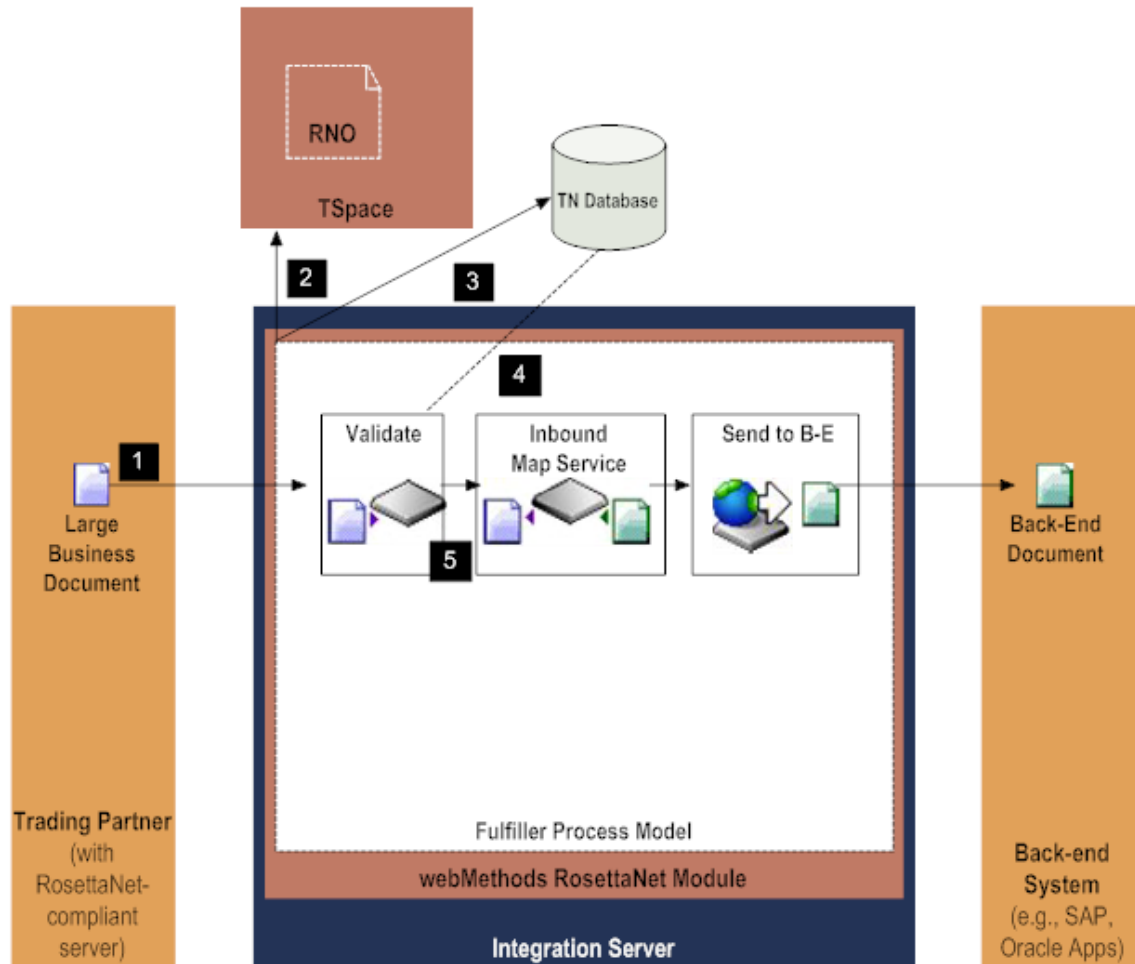 RNO
TSpace
TN Database
2
3
4
1
Validate
Inbound
Map Service
Send to B-E
5
Large
Business
Document
Back-End
Document
Fulfiller Process Model
webMethods RosettaNet Module
Integration Server
Trading Partner
(with
RosettaNet-
compliant
server)
Back-end
System
(e.g., SAP,
Oracle Apps)